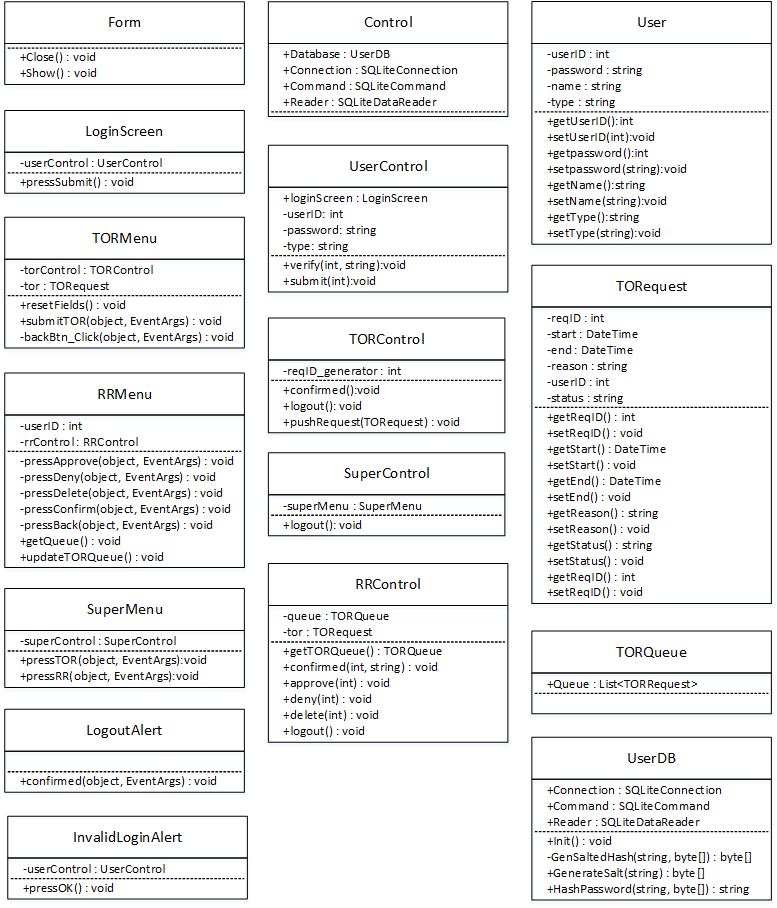 Form
+Close() : void
+Show() : void
LoginScreen
-userControl : UserControl
+pressSubmit() : void
TORMenu
-torControl : TORControl
-tor : TORequest
+resetFields() : void
+submitTOR(object, EventArgs) : void
-backBtn_Click(object, EventArgs) : void
RRMenu
-userID : int
-rrControl : RRControl
-pressApprove(object, EventArgs) : void
-pressDeny(object, EventArgs) : void
-pressDelete(object, EventArgs) : void
-pressConfirm(object, EventArgs) : void
-pressBack(object, EventArgs) : void
+getQueue() : void
+updateTORQueue() : void
SuperMenu
-superControl : SuperControl
+pressTOR(object, EventArgs):void
+pressRR(object, EventArgs):void
LogoutAlert
+confirmed(object, EventArgs) : void
InvalidLoginAlert
-userControl : UserControl
+pressOK() : void
Control
+Database : UserDB
+Connection : SQLiteConnection
+Command : SQLiteCommand
+Reader : SQLiteDataReader
UserControl
+loginScreen : LoginScreen
-userID: int
-password: string
-type: string
+verify(int, string):void
+submit(int):void
TORControl
-reqID_generator : int
+confirmed():void
+logout(): void
+pushRequest(TORequest) : void
SuperControl
-superMenu : SuperMenu
+logout(): void
RRControl
-queue : TORQueue
-tor : TORequest
+getTORQueue() : TORQueue
+confirmed(int, string) : void
+approve(int) : void
+deny(int) : void
+delete(int) : void
+logout() : void
User
-userID : int
-password : string
-name : string
-type : string
+getUserID():int
+setUserID(int):void
+getpassword():int
+setpassword(string):void
+getName():string
+setName(string):void
+getType():string
+setType(string):void
TORequest
-reqID : int
-start : DateTime
-end : DateTime
-reason : string
-userID : int
-status : string
+getReqID() : int
+setReqID() : void
+getStart() : DateTime
+setStart() : void
+getEnd() : DateTime
+setEnd() : void
+getReason() : string
+setReason() : void
+getStatus() : string
+setStatus() : void
+getReqID() : int
+setReqID() : void
TORQueue
+Queue : List<TORRequest>
UserDB
+Connection : SQLiteConnection
+Command : SQLiteCommand
+Reader : SQLiteDataReader
+Init() : void
-GenSaltedHash(string, byte[]) : byte[]
+GenerateSalt(string) : byte[]
+HashPassword(string, byte[]) : string